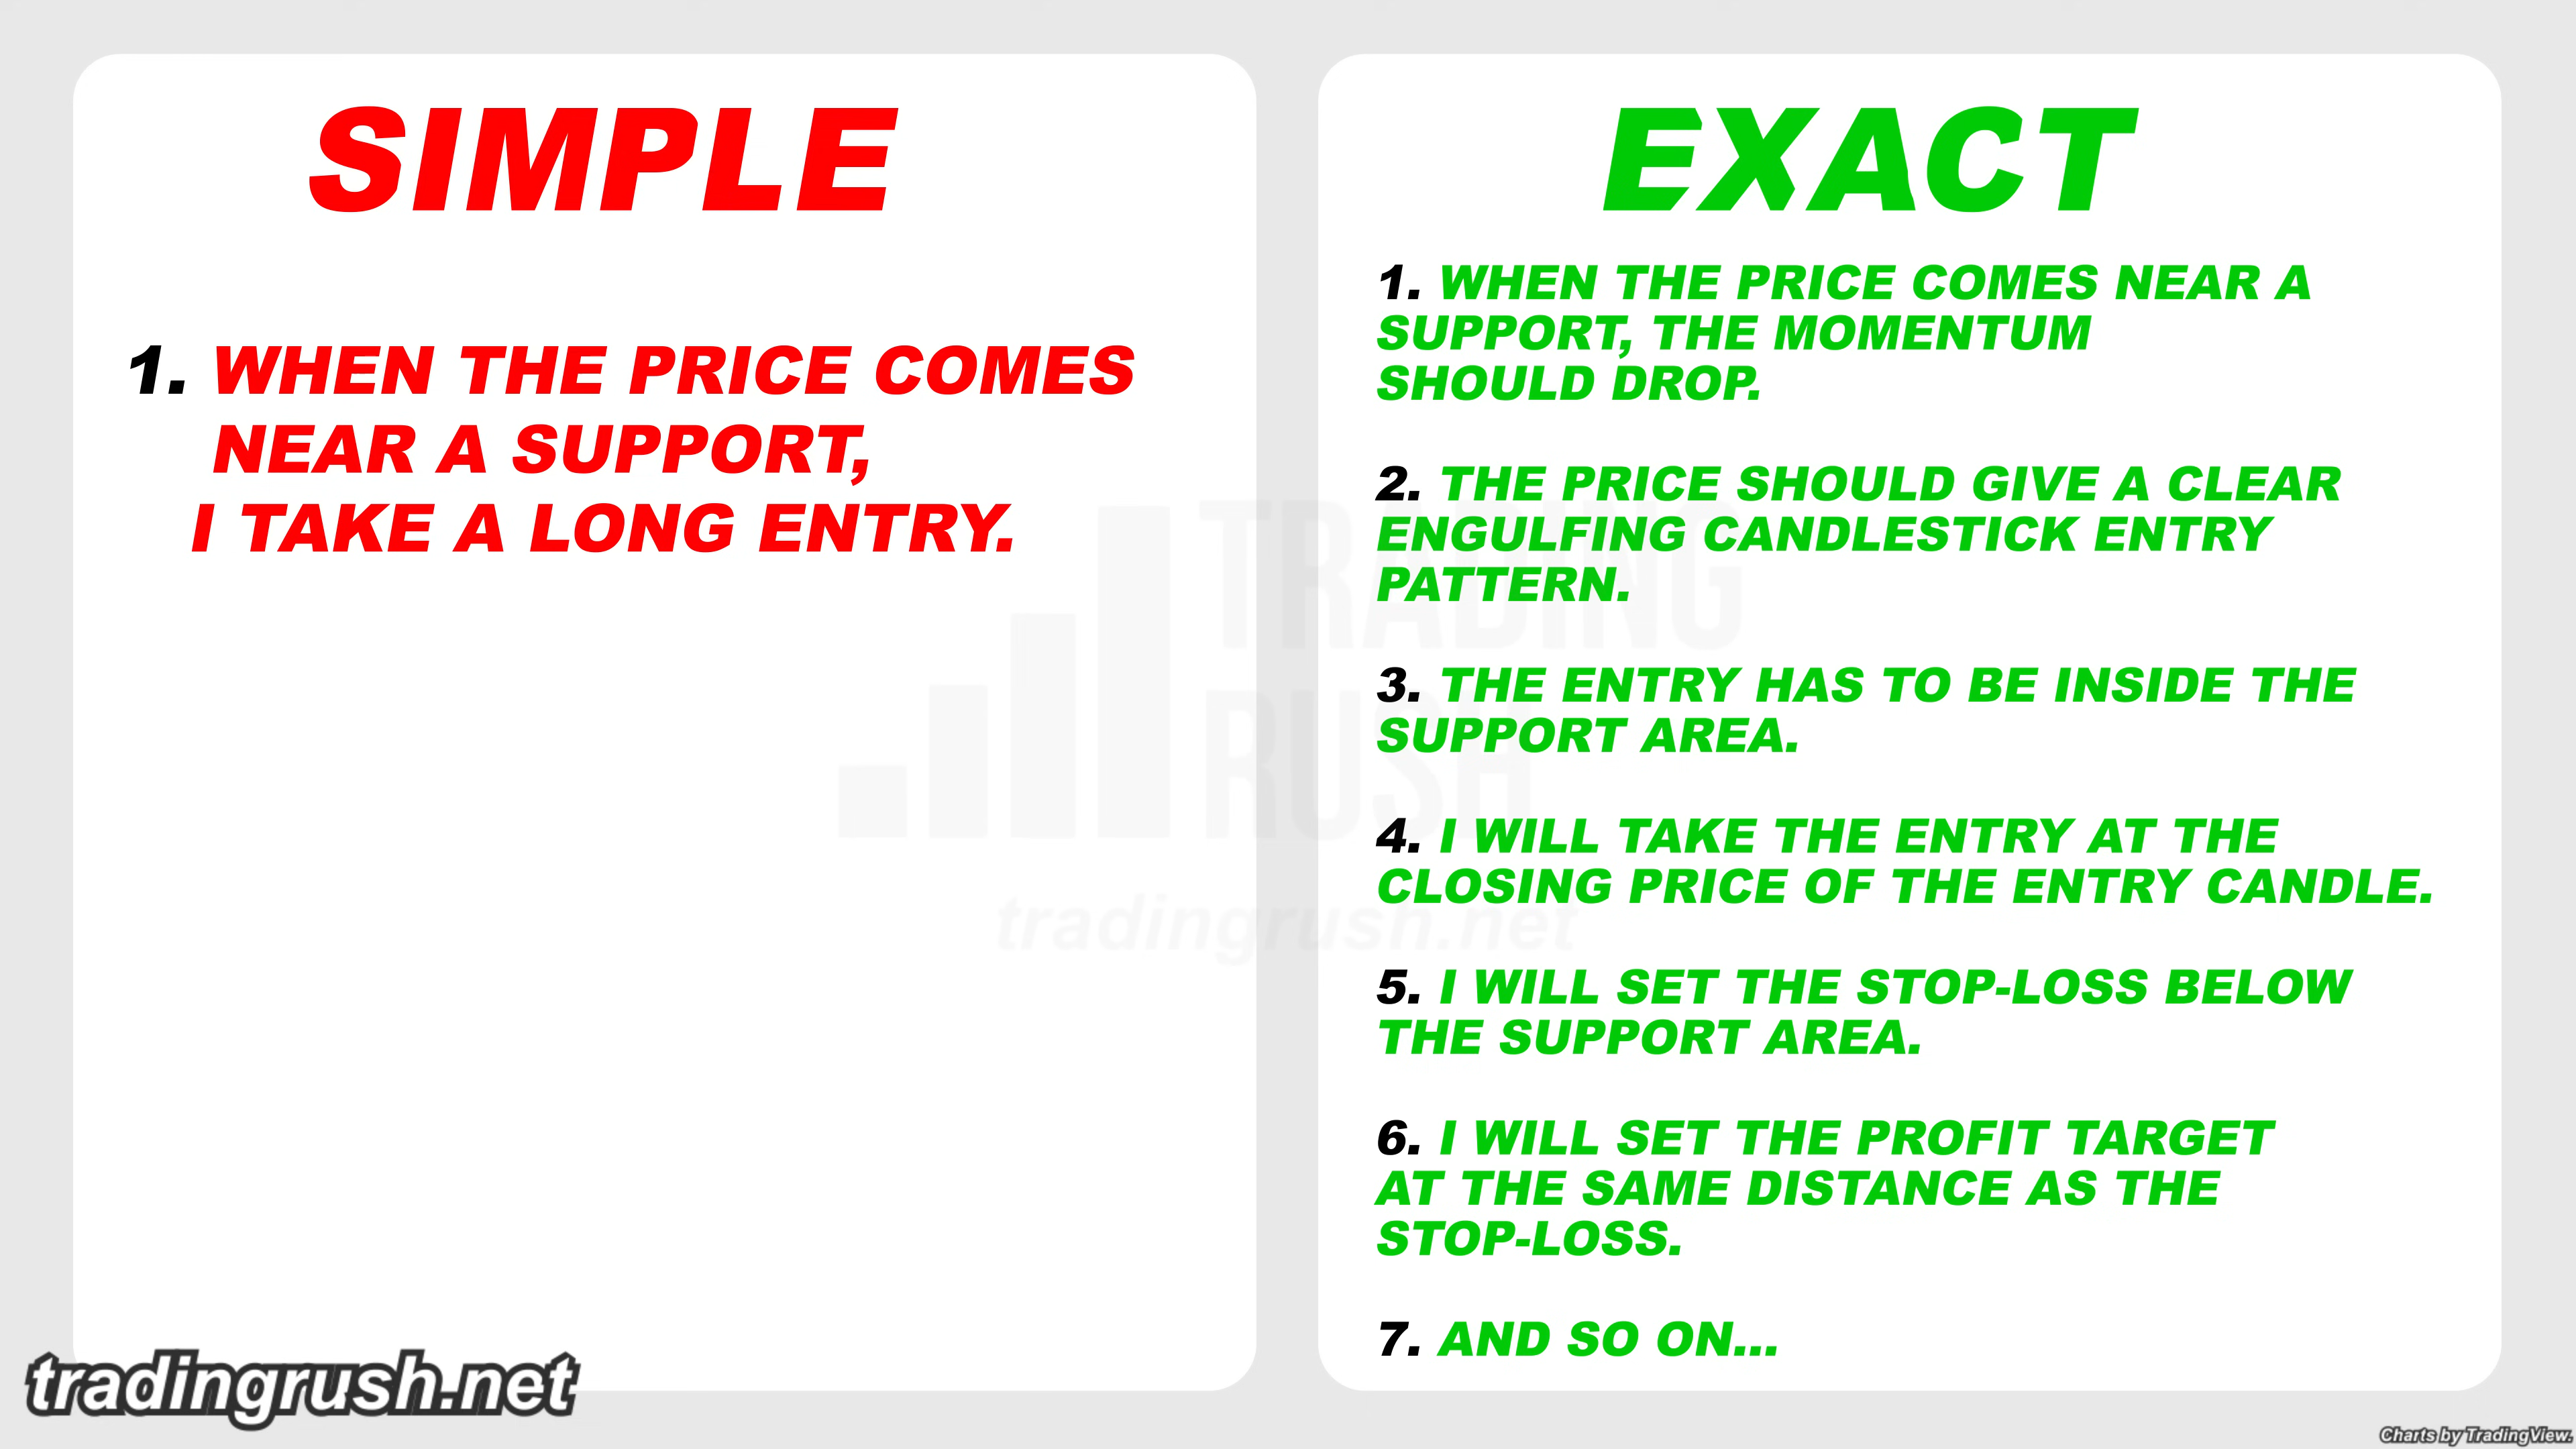 SIMPLE
1. WHEN THE PRICE COMES
NEAR A SUPPORT,
I TAKE A LONG ENTRY.
EXACT
1. WHEN THE PRICE COMES NEAR A
SUPPORT, THE MOMENTUM
SHOULD DROP.
2. THE PRICE SHOULD GIVE A CLEAR
ENGULFING CANDLESTICK ENTRY
PATTERN.
3. THE ENTRY HAS TO BE INSIDE THE
SUPPORT AREA.
4. I WILL TAKE THE ENTRY AT THE
CLOSING PRICE OF THE ENTRY CANDLE.
5. I WILL SET THE STOP-LOSS BELOW
THE SUPPORT AREA.
6. I WILL SET THE PROFIT TARGET
AT THE SAME DISTANCE AS THE
STOP-LOSS.
7. AND SO ON...
TRADING
RUSH
tradingrush.net
tradingrush.net
Charts by TradingView.